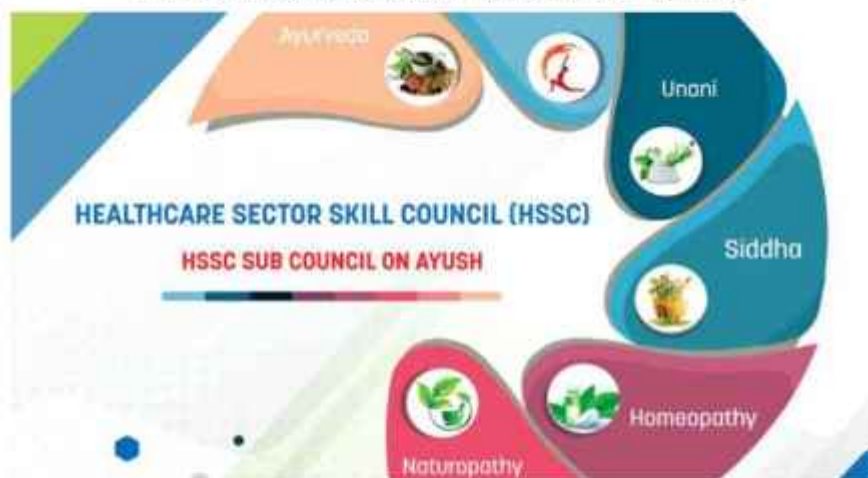 Ayurveda
Unani
HEALTHCARE SECTOR SKILL COUNCIL (HSSC)
Siddha
HSSC SUB COUNCIL ON AYUSH
Homeopathy
Naturopathy